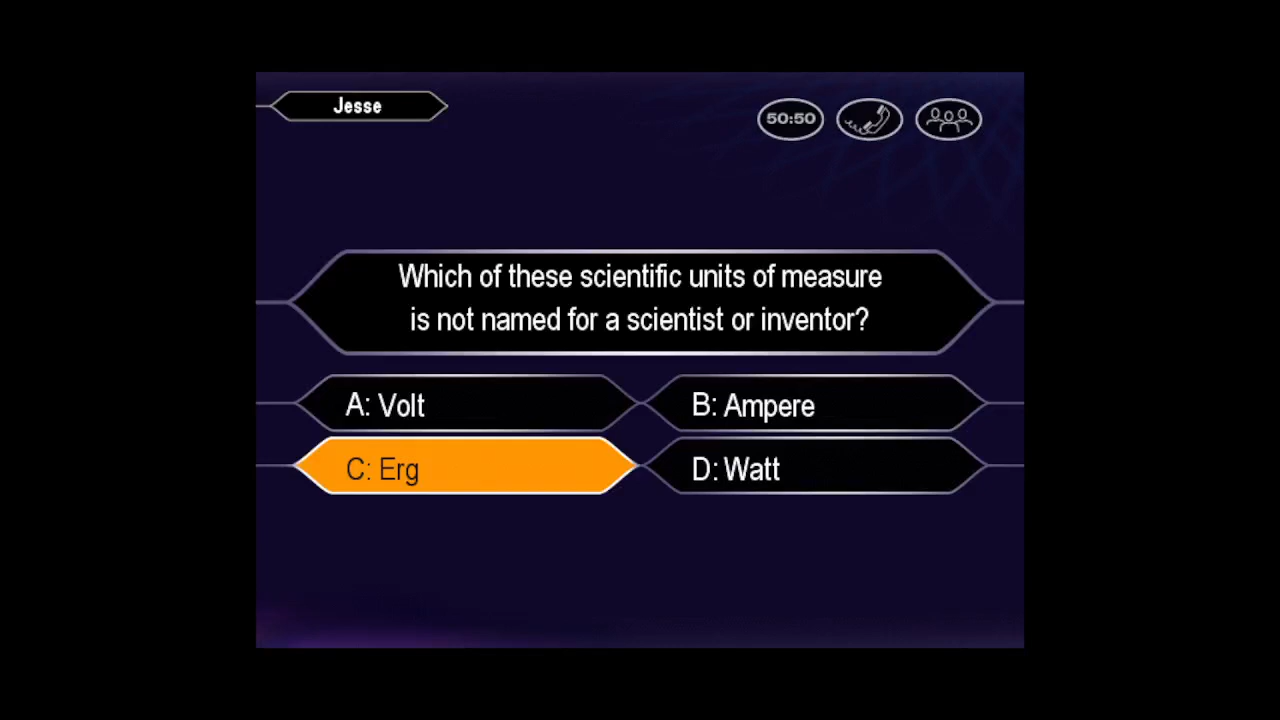 Jesse
50:50
Which of these scientific units of measure
is not named for a scientist or inventor?
A: Volt
B: Ampere
C: Erg
D: Watt